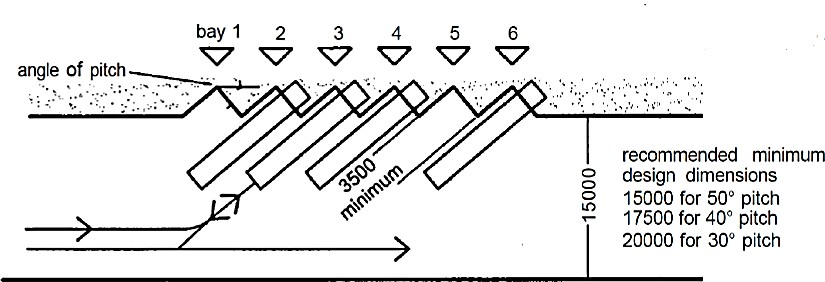 bay 1 2 3 4 5 6
angle of pitch
3500
minimum
15000
recommended minimum
design dimensions
15000 for 50° pitch
17500 for 40° pitch
20000 for 30° pitch